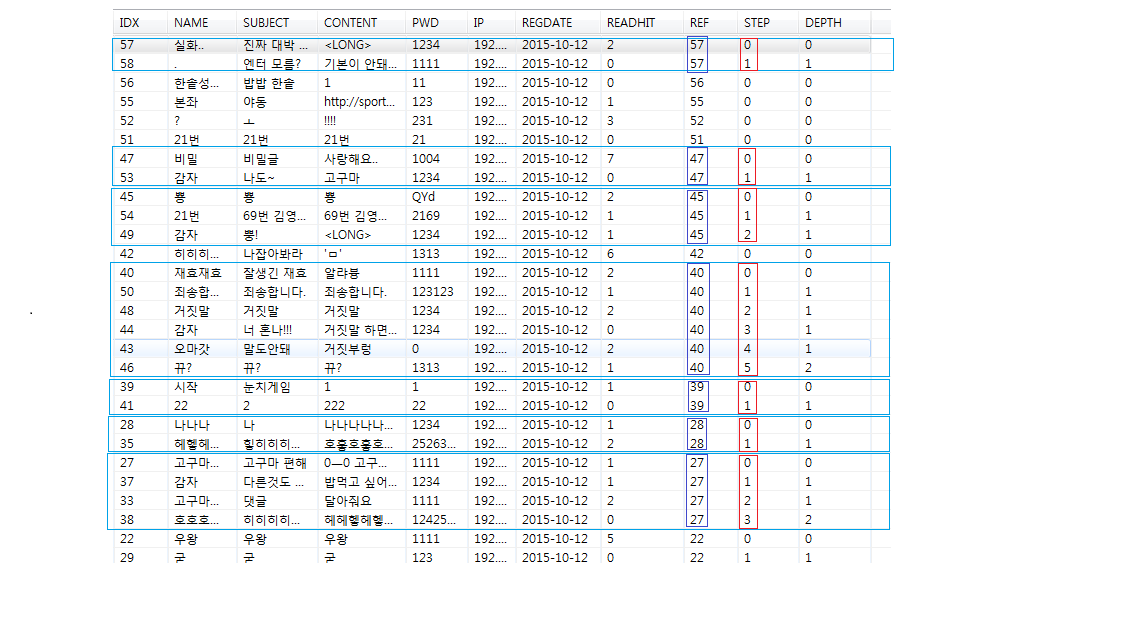 IDX NAME SUBJECT CONTENT PWD IP REGDATE READHIT REF STEP DEPTH
57 실화.. 진짜 대박 ... <LONG> 1234 192.... 2015-10-12 2 57 0 0
58 . 엔터 모름? 기본이 안돼... 1111 192.... 2015-10-12 0 57 1 1
56 한솥성... 밥밥 한솥 1 11 192.... 2015-10-12 0 56 0 0
55 본좌 야동 http://sport... 123 192.... 2015-10-12 1 55 0 0
52 ? ㅗ !!!! 231 192.... 2015-10-12 3 52 0 0
51 21번 21번 21번 21 192.... 2015-10-12 0 51 0 0
47 비밀 비밀글 사랑해요.. 1004 192.... 2015-10-12 7 47 0 0
53 감자 나도~ 고구마 1234 192.... 2015-10-12 0 47 1 1
45 뿅 뿅 뿅 QYd 192.... 2015-10-12 2 45 0 0
54 21번 69번 김영... 69번 김영... 2169 192.... 2015-10-12 1 45 1 1
49 감자 뿅! <LONG> 1234 192.... 2015-10-12 1 45 2 1
42 히히히... 나잡아봐라 'ㅁ' 1313 192.... 2015-10-12 6 42 0 0
40 재효재효 잘생긴 재효 알랴븅 1111 192.... 2015-10-12 2 40 0 0
50 죄송합... 죄송합니다. 죄송합니다. 123123 192.... 2015-10-12 1 40 1 1
48 거짓말 거짓말 거짓말 1234 192.... 2015-10-12 2 40 2 1
44 감자 너 혼나!!! 거짓말 하면... 1234 192.... 2015-10-12 0 40 3 1
43 오마갓 말도안돼 거짓부렁 0 192.... 2015-10-12 2 40 4 1
46 뀨? 뀨? 뀨? 1313 192.... 2015-10-12 1 40 5 2
39 시작 눈치게임 1 1 192.... 2015-10-12 1 39 0 0
41 22 2 222 22 192.... 2015-10-12 0 39 1 1
28 나나나 나 나나나나나... 1234 192.... 2015-10-12 1 28 0 0
35 헤헿헤... 힣히히히... 호홓호홓호... 25263... 192.... 2015-10-12 2 28 1 1
27 고구마... 고구마 편해 0—0 고구... 1111 192.... 2015-10-12 1 27 0 0
37 감자 다른것도 ... 밥먹고 싶어... 1234 192.... 2015-10-12 1 27 1 1
33 고구마... 댓글 달아줘요 1111 192.... 2015-10-12 2 27 2 1
38 호호호... 히히히히... 헤헤헿헤헿... 12425... 192.... 2015-10-12 0 27 3 2
22 우왕 우왕 우왕 1111 192.... 2015-10-12 5 22 0 0
29 굳 굳 굳 123 192.... 2015-10-12 0 22 1 1